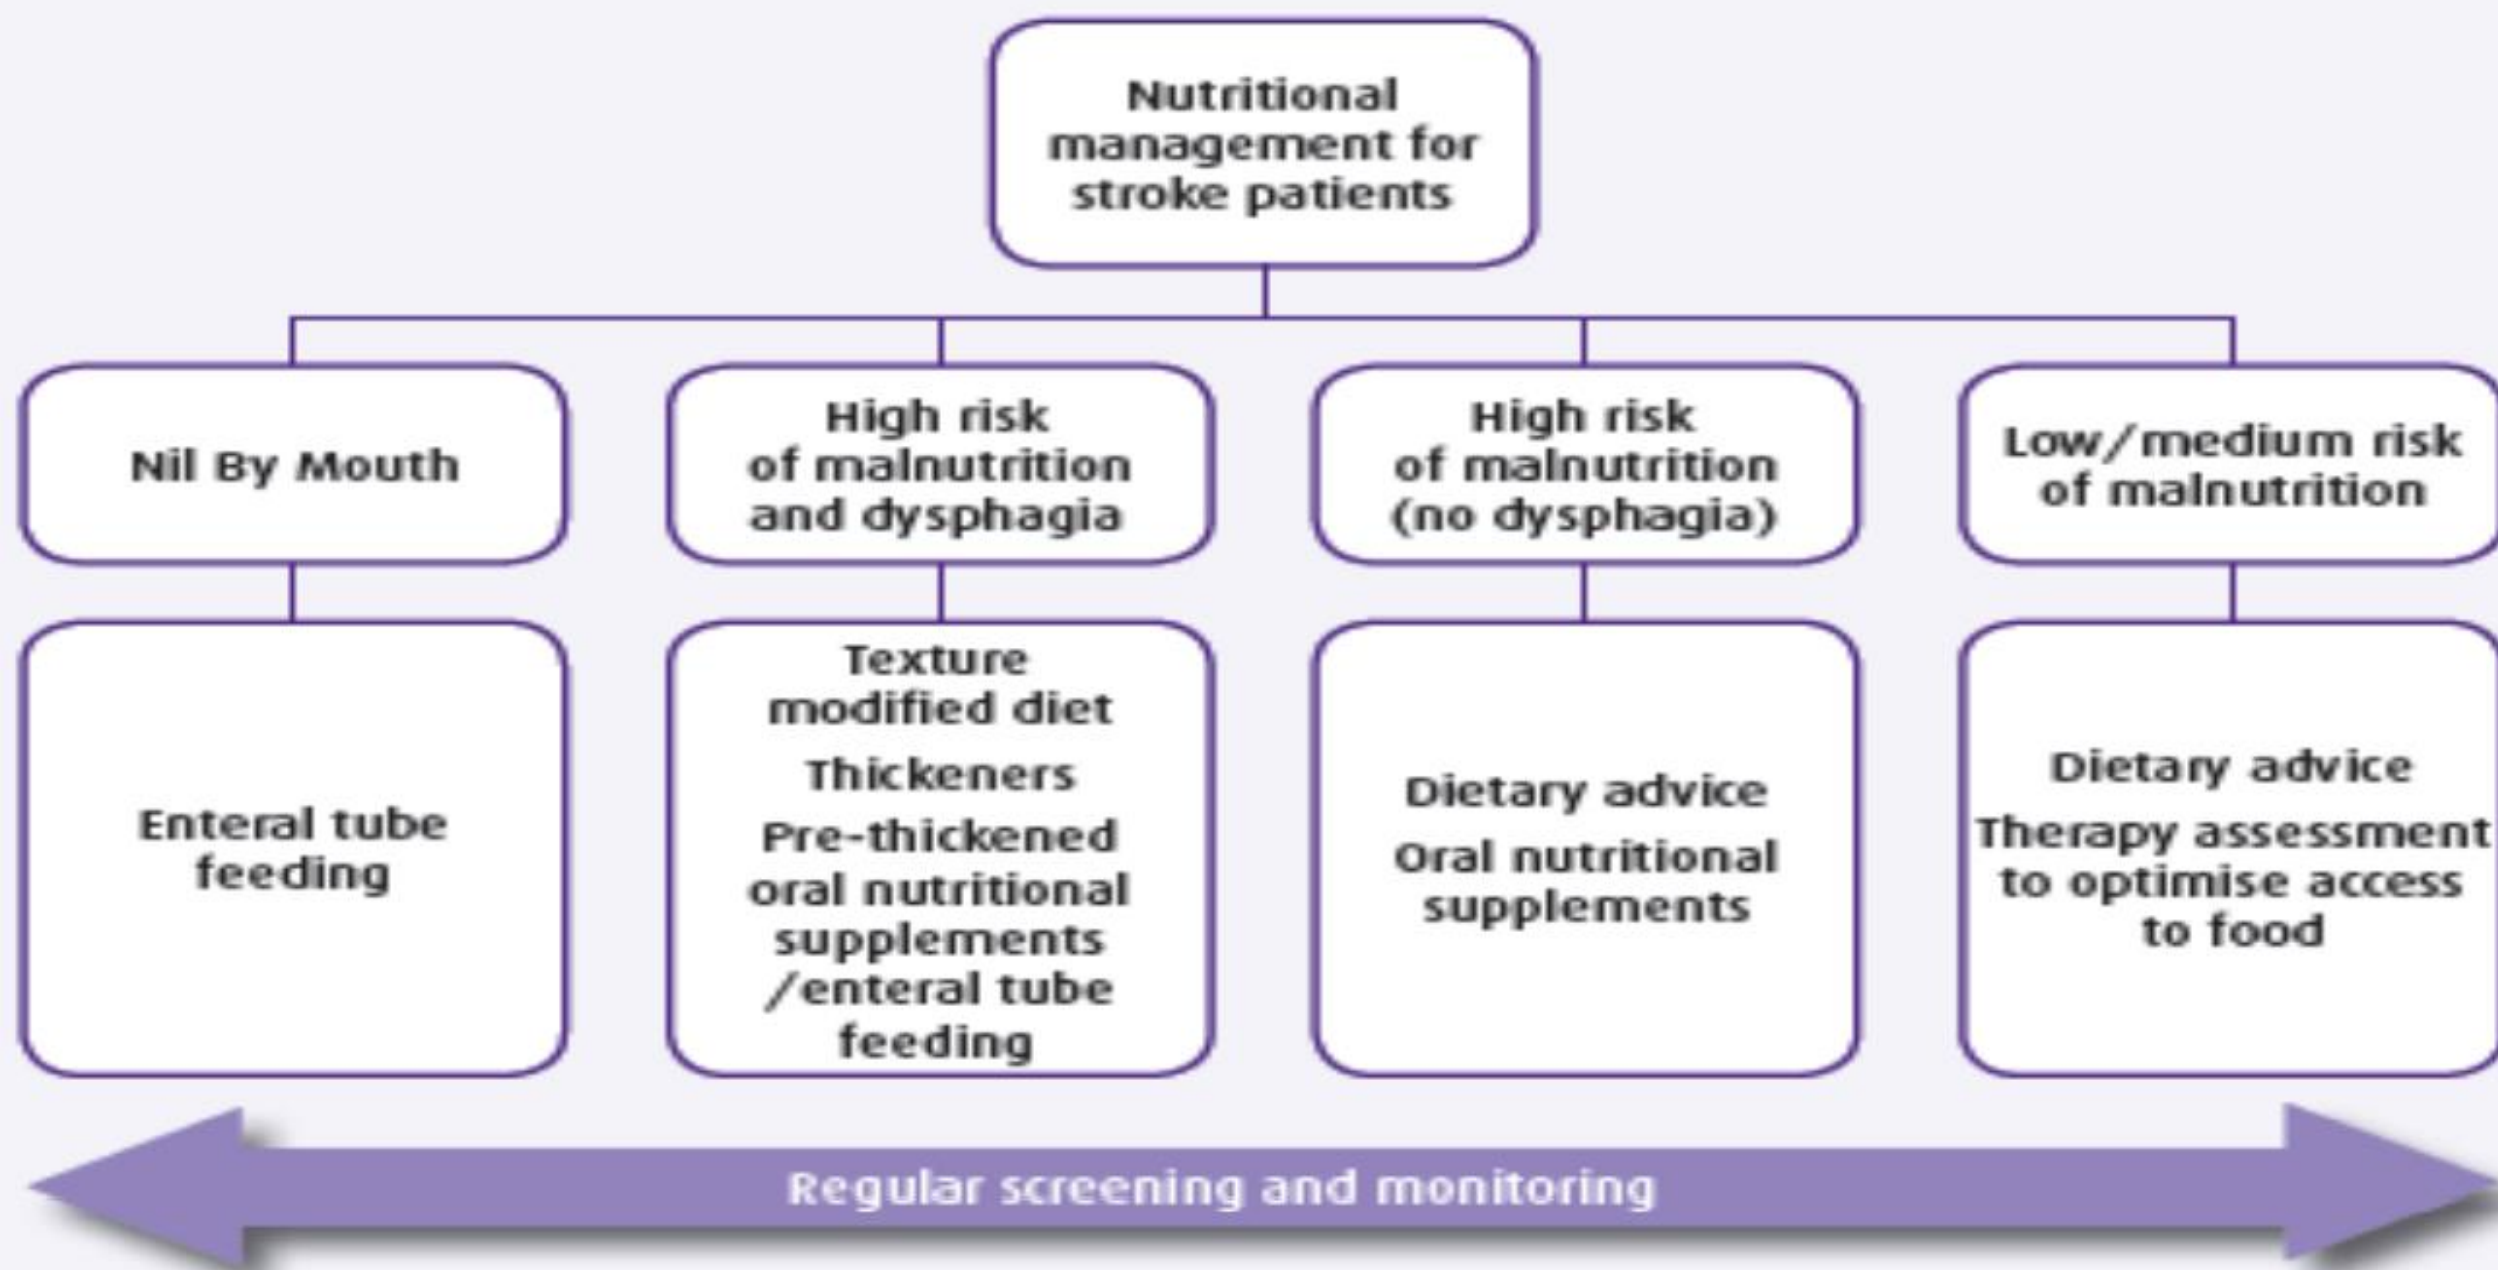 Nutritional
management for
stroke patients
Nil By Mouth
High risk
of malnutrition
and dysphagia
High risk
of malnutrition
(no dysphagia)
Low/medium risk
of malnutrition
Enteral tube
feeding
Texture
modified diet
Thickeners
Pre-thickened
oral nutritional
supplements
/enteral tube
feeding
Dietary advice
Oral nutritional
supplements
Dietary advice
Therapy assessment
to optimise access
to food
Regular screening and monitoring